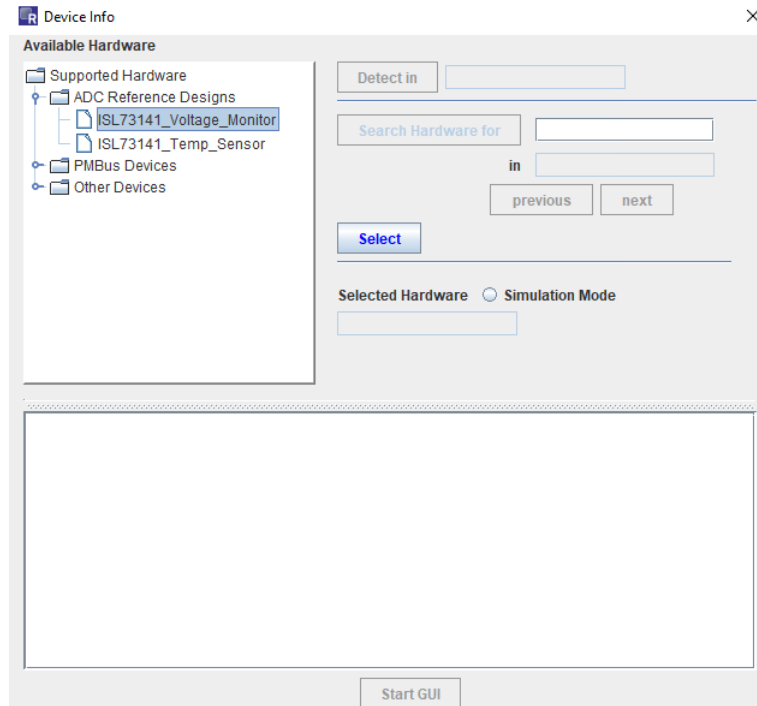 Device Info
Available Hardware
Supported Hardware
ADC Reference Designs
ISL73141_Voltage_Monitor
ISL73141_Temp_Sensor
PMBus Devices
Other Devices
Detect in
Search Hardware for
in
previous next
Select
Selected Hardware Simulation Mode
Start GUI